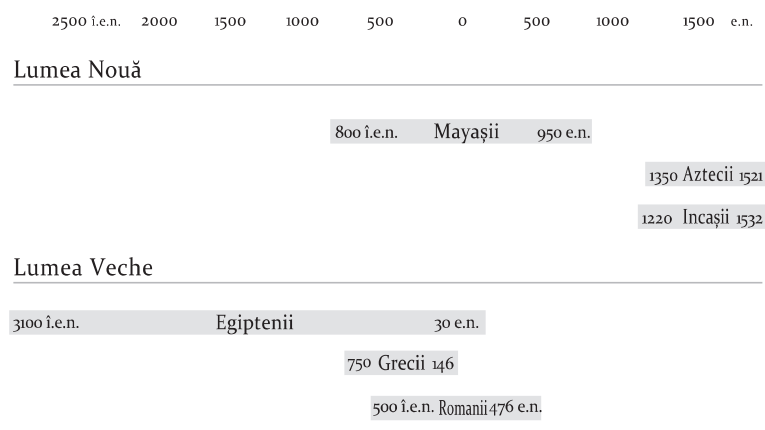 2500 î.e.n. 2000 1500 1000 500 0 500 1000 1500 e.n.
Lumea Nouă
800 î.e.n. Mayașii 950 e.n.
1350 Aztecii 1521
1220 Incașii 1532
Lumea Veche
3100 î.e.n. Egiptenii 30 e.n.
750 Grecii 146
500 î.e.n. Romanii 476 e.n.